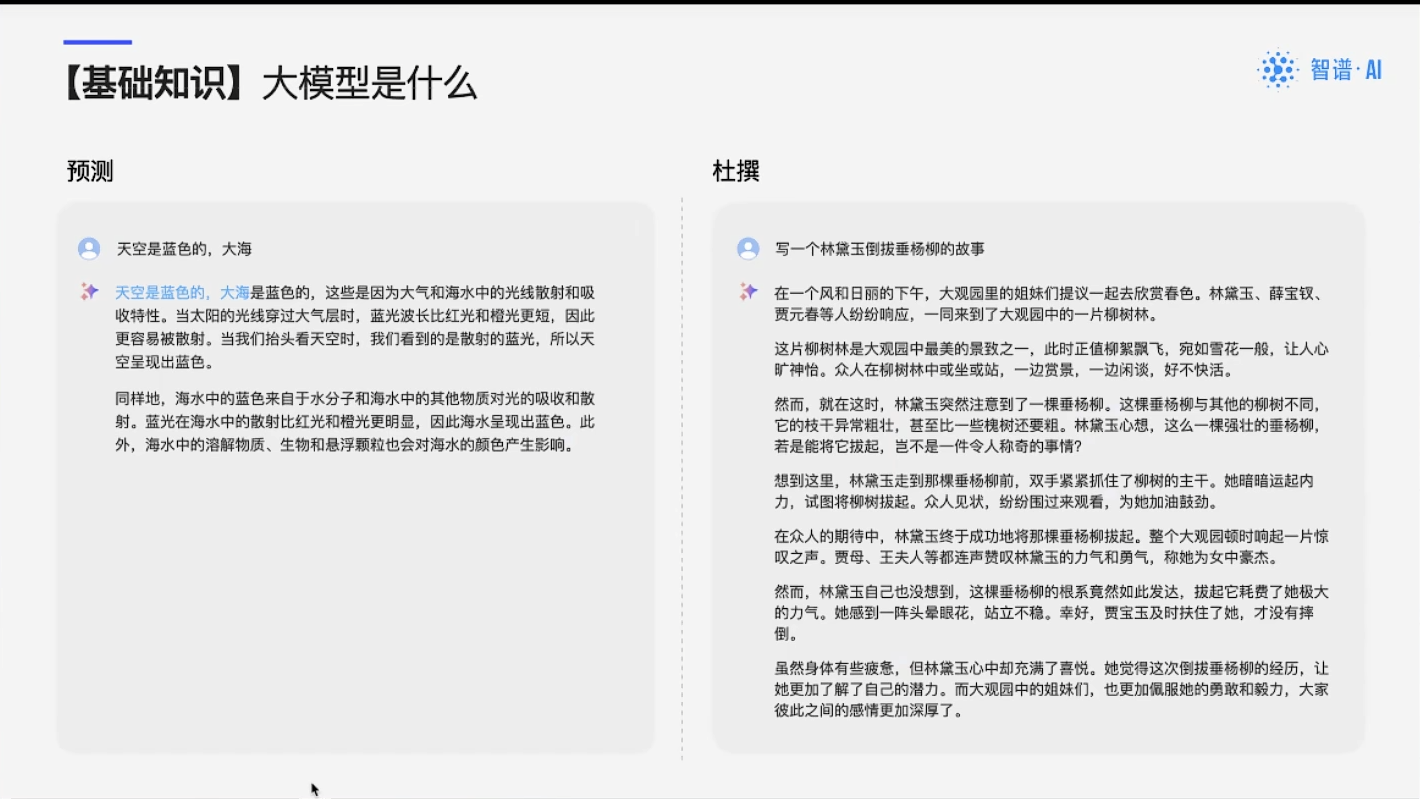 【基础知识】大模型是什么
智谱·AI
预测
天空是蓝色的，大海
天空是蓝色的，大海是蓝色的，这些是因为大气和海水中的光线散射和吸
收特性。当太阳的光线穿过大气层时，蓝光波长比红光和橙光更短，因此
更容易被散射。当我们抬头看天空时，我们看到的是散射的蓝光，所以天
空呈现出蓝色。
同样地，海水中的蓝色来自于水分子和海水中的其他物质对光的吸收和散
射。蓝光在海水中的散射比红光和橙光更明显，因此海水呈现出蓝色。此
外，海水中的溶解物质、生物和悬浮颗粒也会对海水的颜色产生影响。
杜撰
写一个林黛玉倒拔垂杨柳的故事
在一个风和日丽的下午，大观园里的姐妹们提议一起去欣赏春色。林黛玉、薛宝钗、
贾元春等人纷纷响应，一同来到了大观园中的一片柳树林。
这片柳树林是大观园中最美的景致之一，此时正值柳絮飘飞，宛如雪花一般，让人心
旷神怡。众人在柳树林中或坐或站，一边赏景，一边闲谈，好不快活。
然而，就在这时，林黛玉突然注意到了一棵垂杨柳。这棵垂杨柳与其他的柳树不同，
它的枝干异常粗壮，甚至比一些槐树还要粗。林黛玉心想，这么一棵强壮的垂杨柳，
若是能将它拔起，岂不是一件令人称奇的事情？
想到这里，林黛玉走到那棵垂杨柳前，双手紧紧抓住了柳树的主干。她暗暗运起内
力，试图将柳树拔起。众人见状，纷纷围过来观看，为她加油鼓劲。
在众人的期待中，林黛玉终于成功地将那棵垂杨柳拔起。整个大观园顿时响起一片惊
叹之声。贾母、王夫人等都连声赞叹林黛玉的力气和勇气，称她为女中豪杰。
然而，林黛玉自己也没想到，这棵垂杨柳的根系竟然如此发达，拔起它耗费了她极大
的力气。她感到一阵头晕眼花，站立不稳。幸好，贾宝玉及时扶住了她，才没有摔
倒。
虽然身体有些疲惫，但林黛玉心中却充满了喜悦。她觉得这次倒拔垂杨柳的经历，让
她更加了解了自己的潜力。而大观园中的姐妹们，也更加佩服她的勇敢和毅力，大家
彼此之间的感情更加深厚了。